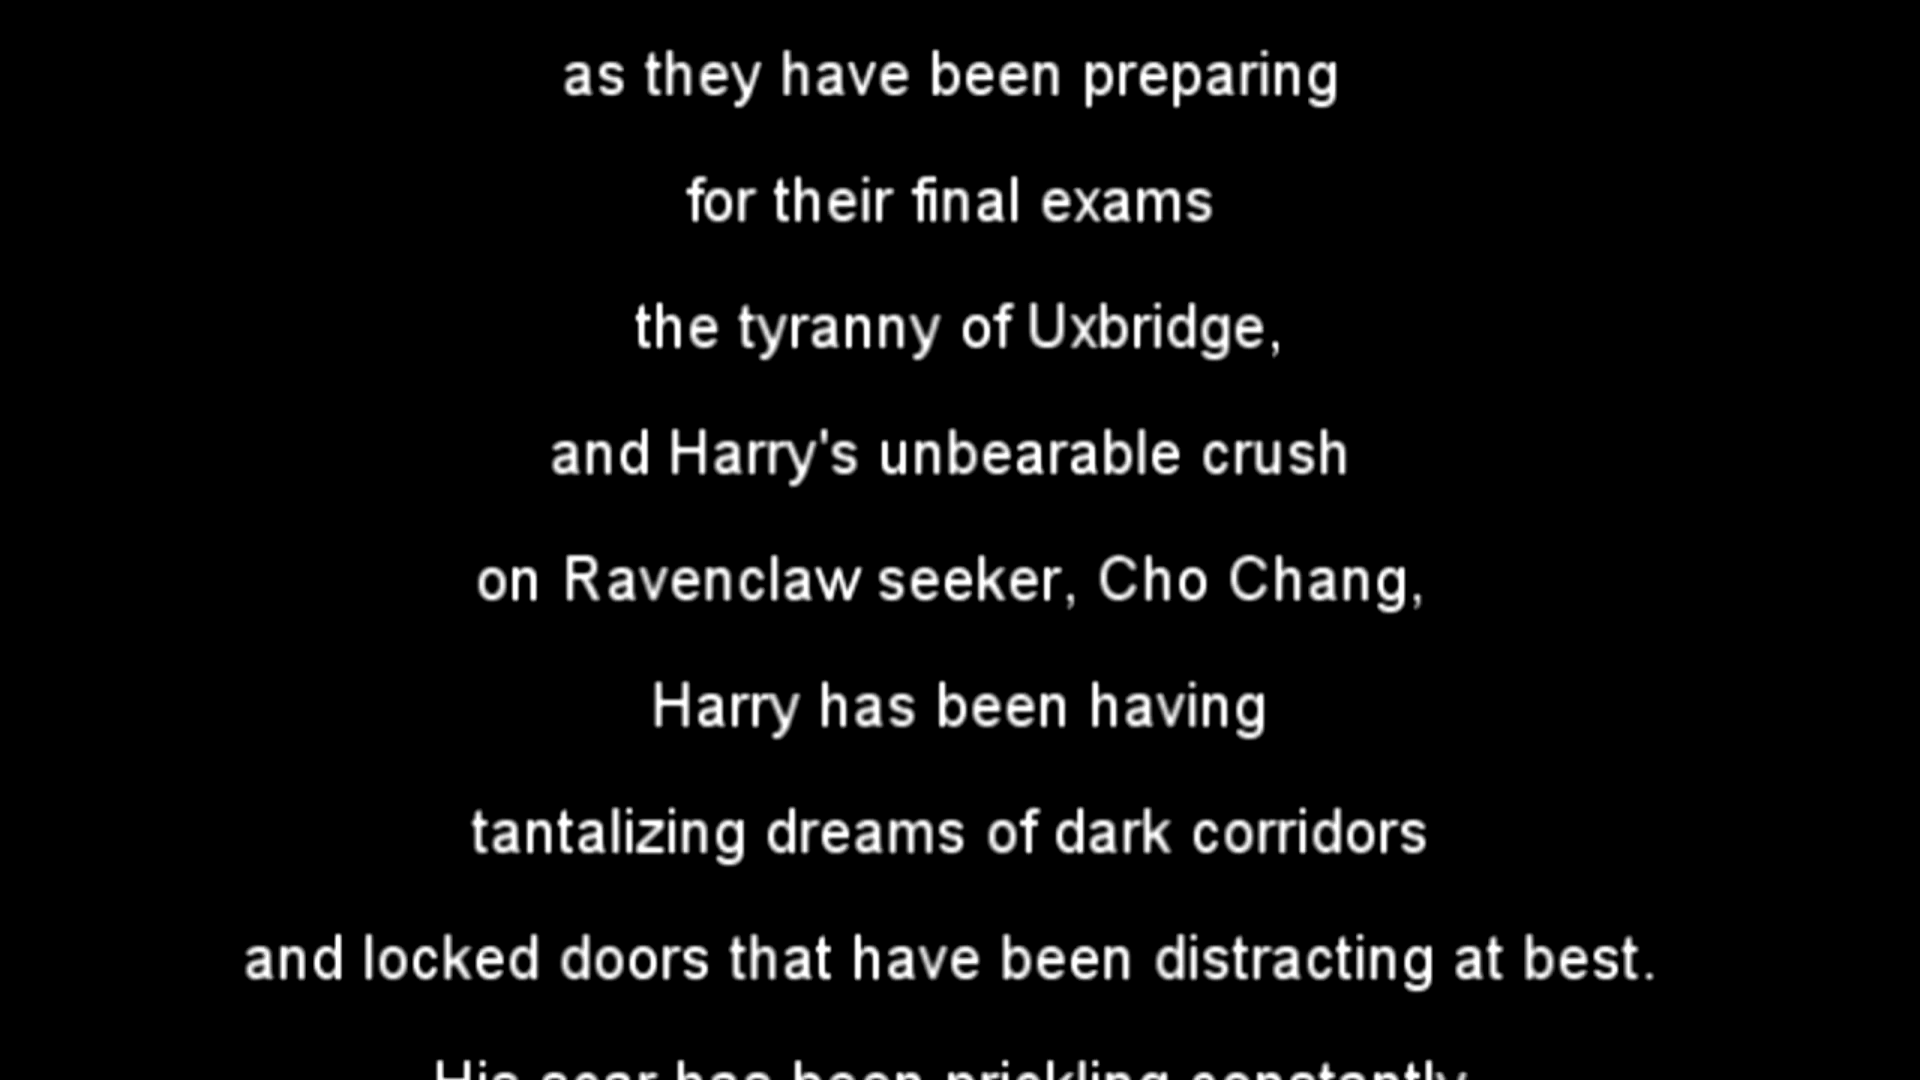 as they have been preparing
for their final exams
the tyranny of Uxbridge,
and Harry's unbearable crush
on Ravenclaw seeker, Cho Chang,
Harry has been having
tantalizing dreams of dark corridors
and locked doors that have been distracting at best.
His scar has been prickling constantly